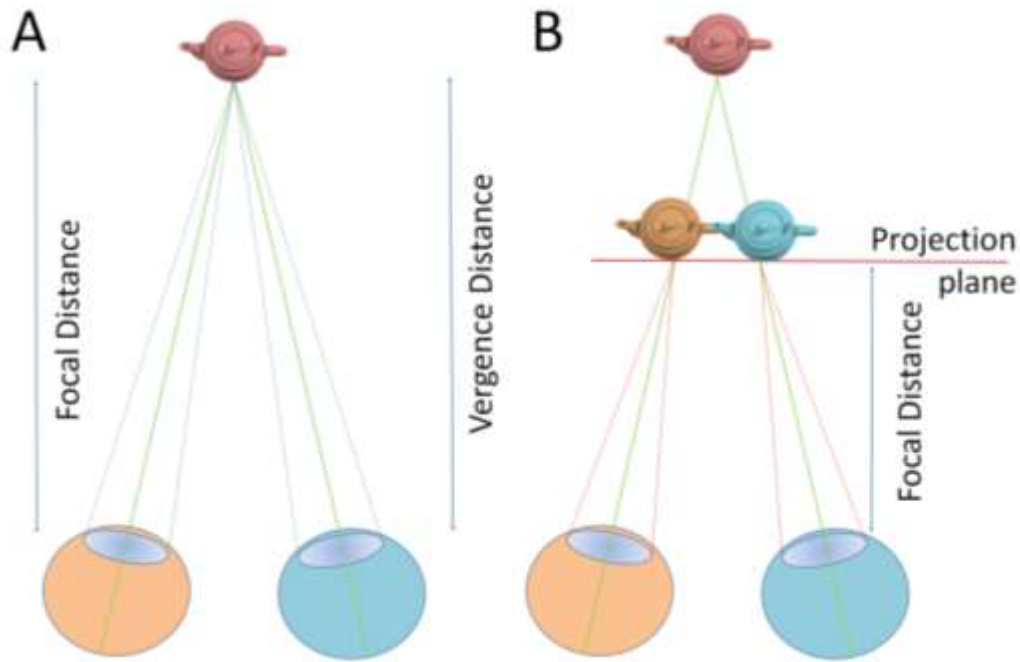 A
B
Focal Distance
Vergence Distance
Projection
plane
Focal Distance